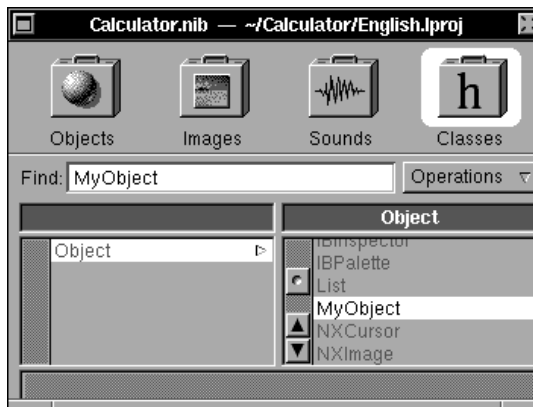 Calculator.nib — ~/Calculator/English.lproj
Objects
Images
Sounds
h
Classes
Find: MyObject
Operations
Object
Object
IBInspector
IBPalette
List
MyObject
NXCursor
NXImage